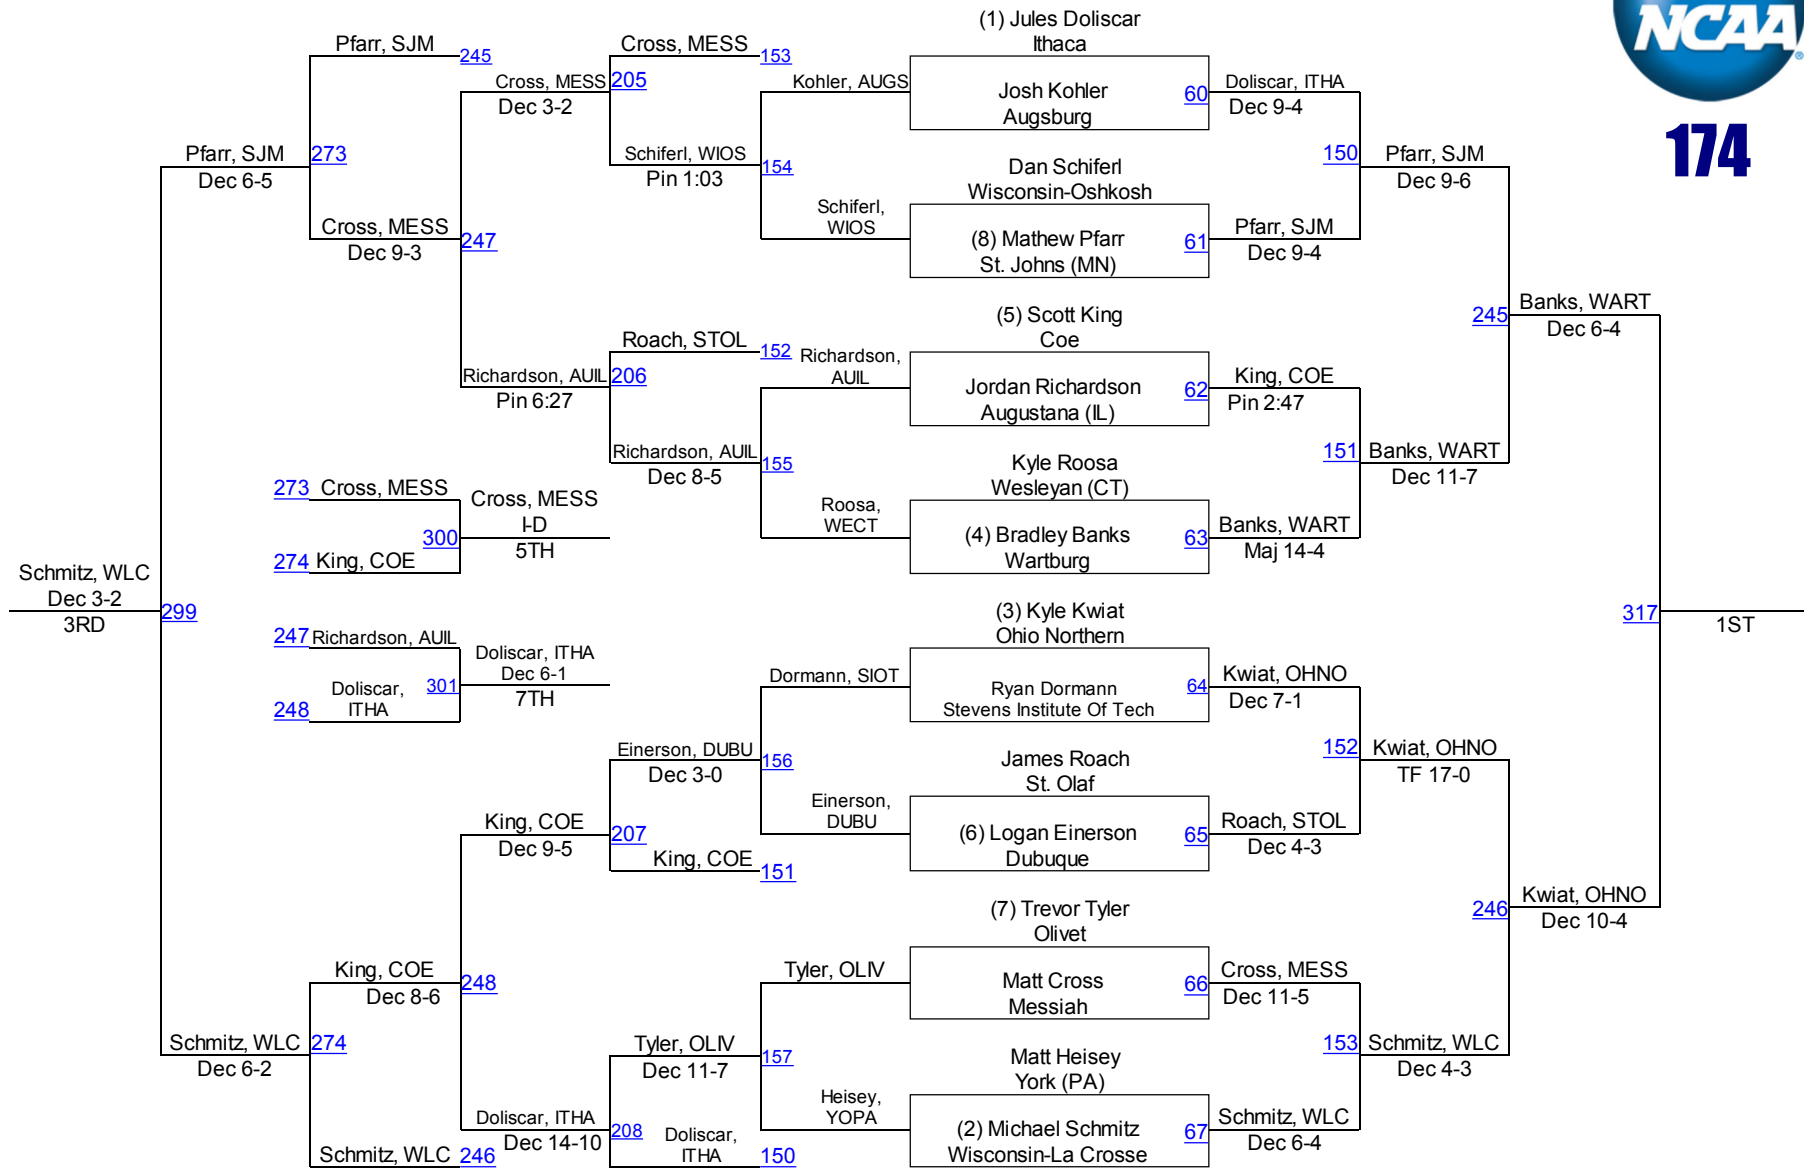 NCAA
®
174
(1) Jules Doliscar
Ithaca
Josh Kohler
Augsburg
60
Dan Schiferl
Wisconsin-Oshkosh
(8) Mathew Pfarr
St. Johns (MN)
61
(5) Scott King
Coe
Jordan Richardson
Augustana (IL)
62
Kyle Roosa
Wesleyan (CT)
(4) Bradley Banks
Wartburg
63
(3) Kyle Kwiat
Ohio Northern
Ryan Dormann
Stevens Institute Of Tech
64
James Roach
St. Olaf
(6) Logan Einerson
Dubuque
65
(7) Trevor Tyler
Olivet
Matt Cross
Messiah
66
Matt Heisey
York (PA)
(2) Michael Schmitz
Wisconsin-La Crosse
67
Doliscar, ITHA
Dec 9-4
150
Pfarr, SJM
Dec 9-4
King, COE
Pin 2:47
151
Banks, WART
Maj 14-4
Kwiat, OHNO
Dec 7-1
152
Roach, STOL
Dec 4-3
Cross, MESS
Dec 11-5
153
Schmitz, WLC
Dec 6-4
Pfarr, SJM
Dec 9-6
245
Banks, WART
Dec 11-7
Kwiat, OHNO
TF 17-0
246
Schmitz, WLC
Dec 4-3
Banks, WART
Dec 6-4
317
Kwiat, OHNO
Dec 10-4
1ST
Kohler, AUGS
154
Schiferl,
WIOS
Richardson,
AUIL
155
Roosa,
WECT
Dormann, SIOT
156
Einerson,
DUBU
Tyler, OLIV
157
Heisey,
YOPA
Cross, MESS
153
205
Schiferl, WIOS
Pin 1:03
Roach, STOL
152
206
Richardson, AUIL
Dec 8-5
Einerson, DUBU
Dec 3-0
207
King, COE
151
Tyler, OLIV
Dec 11-7
208
Doliscar,
ITHA
150
Cross, MESS
Dec 3-2
247
Richardson, AUIL
Pin 6:27
King, COE
Dec 9-5
248
Doliscar, ITHA
Dec 14-10
Pfarr, SJM
245
273
Cross, MESS
Dec 9-3
King, COE
Dec 8-6
274
Schmitz, WLC
246
Pfarr, SJM
Dec 6-5
299
Schmitz, WLC
Dec 6-2
Schmitz, WLC
Dec 3-2
3RD
273
Cross, MESS
300
274
King, COE
Cross, MESS
I-D
5TH
247
Richardson, AUIL
301
248
Doliscar,
ITHA
Doliscar, ITHA
Dec 6-1
7TH